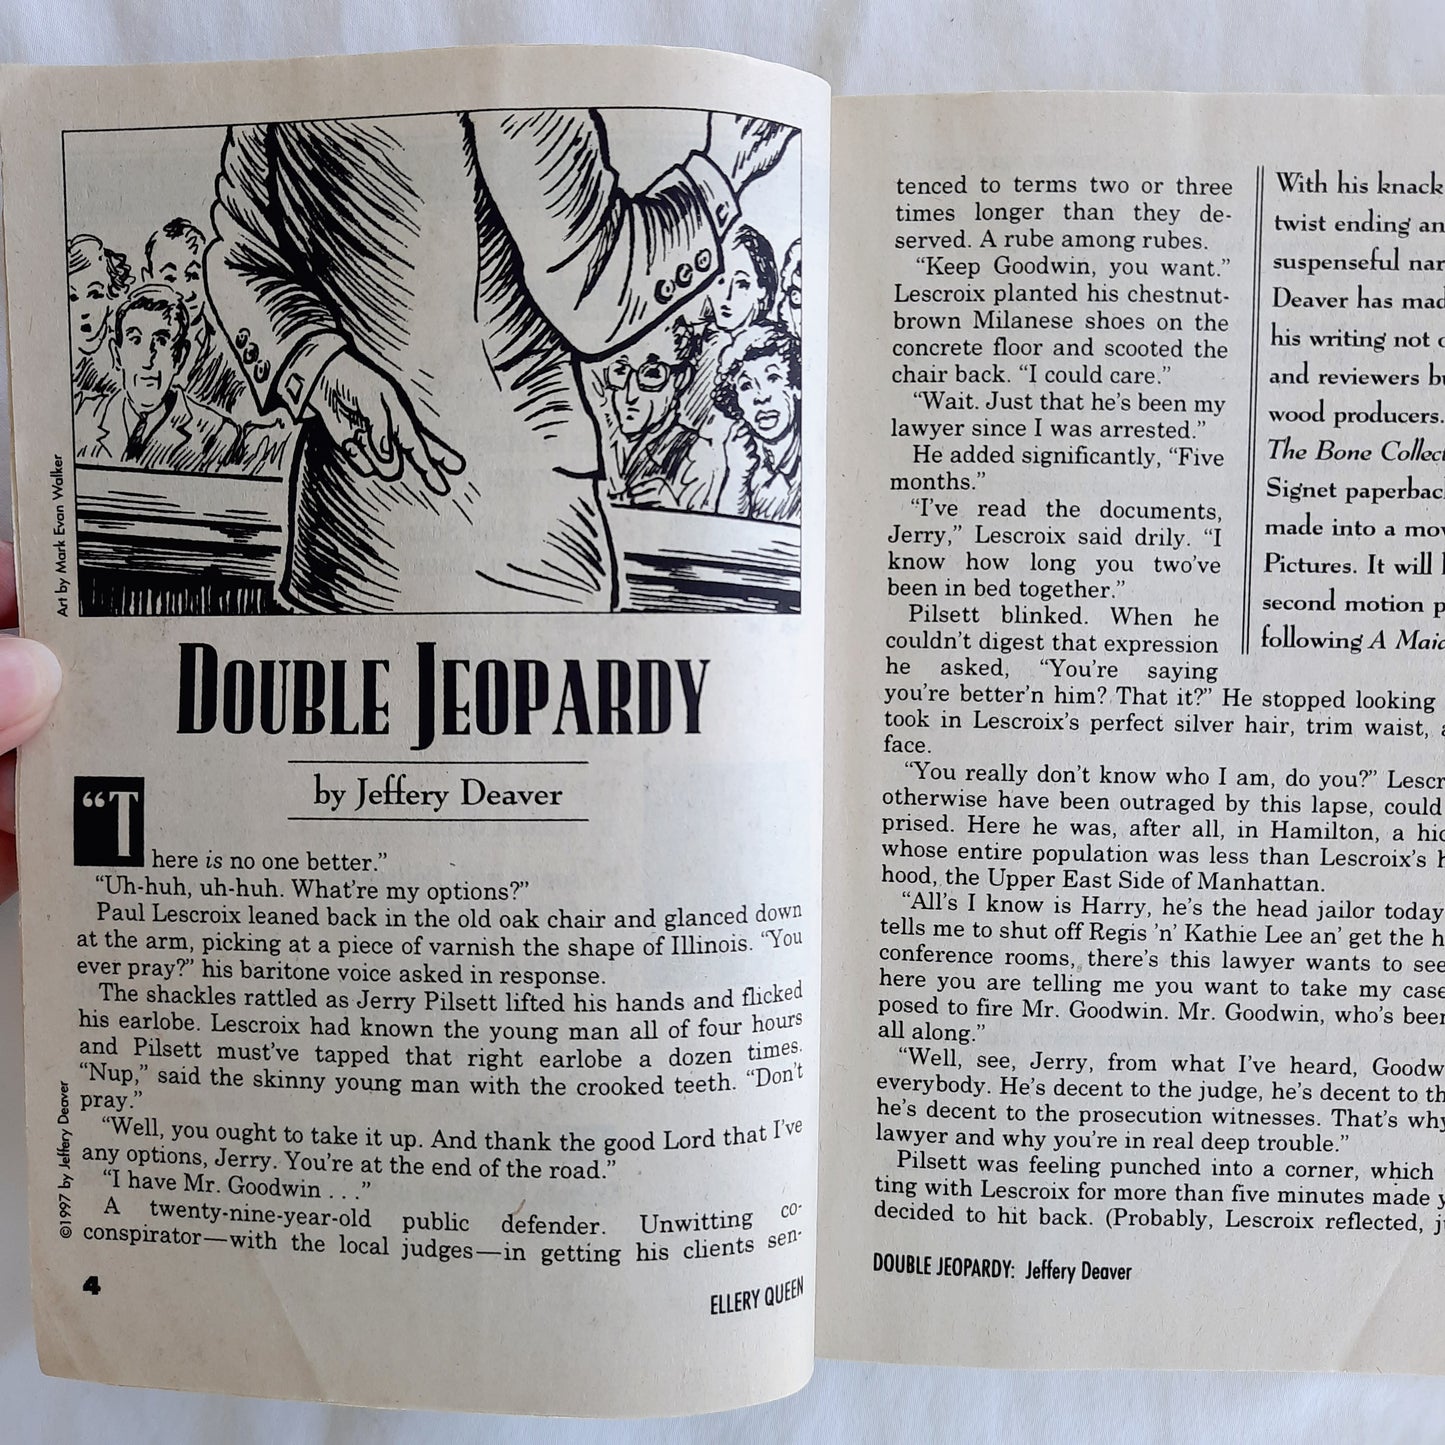 Art by Mark Evan Walker
DOUBLE JEOPARDY
by Jeffery Deaver
“There is no one better.”
“Uh-huh, uh-huh. What’re my options?”
Paul Lescroix leaned back in the old oak chair and glanced down
at the arm, picking at a piece of varnish the shape of Illinois. “You
ever pray?” his baritone voice asked in response.
The shackles rattled as Jerry Pilsett lifted his hands and flicked
his earlobe. Lescroix had known the young man all of four hours
and Pilsett must’ve tapped that right earlobe a dozen times.
“Nup,” said the skinny young man with the crooked teeth. “Don’t
pray.”
“Well, you ought to take it up. And thank the good Lord that I’ve
any options, Jerry. You’re at the end of the road.”
“I have Mr. Goodwin . . .”
A twenty-nine-year-old public defender. Unwitting co-
conspirator—with the local judges—in getting his clients sen-
©1997 by Jeffery Deaver
4
ELLERY QUEEN
tenced to terms two or three
times longer than they de-
served. A rube among rubes.
“Keep Goodwin, you want.”
Lescroix planted his chestnut-
brown Milanese shoes on the
concrete floor and scooted the
chair back. “I could care.”
“Wait. Just that he’s been my
lawyer since I was arrested.”
He added significantly, “Five
months.”
“I’ve read the documents,
Jerry,” Lescroix said drily. “I
know how long you two’ve
been in bed together.”
Pilsett blinked. When he
couldn’t digest that expression
he asked, “You’re saying
you’re better’n him? That it?” He stopped looking
took in Lescroix’s perfect silver hair, trim waist,
face.
“You really don’t know who I am, do you?”
otherwise have been outraged by this lapse, could
prised. Here he was, after all, in Hamilton, a
whose entire population was less than Lescroix’s
hood, the Upper East Side of Manhattan.
“All’s I know is Harry, he’s the head jailor today
tells me to shut off Regis ’n’ Kathie Lee an’ get the
conference rooms, there’s this lawyer wants to see
here you are telling me you want to take my case
posed to fire Mr. Goodwin. Mr. Goodwin, who’s been
all along.”
“Well, see, Jerry, from what I’ve heard,
everybody. He’s decent to the judge, he’s decent to
he’s decent to the prosecution witnesses. That’s why
lawyer and why you’re in real deep trouble.”
Pilsett was feeling punched into a corner, which
ting with Lescroix for more than five minutes made
decided to hit back. (Probably, Lescroix reflected,
With his knack
twist ending
suspenseful
Deaver has
his writing not
and reviewers
wood producers.
The Bone
Signet
made into a
Pictures. It will
second motion
following A
DOUBLE JEOPARDY: Jeffery Deaver